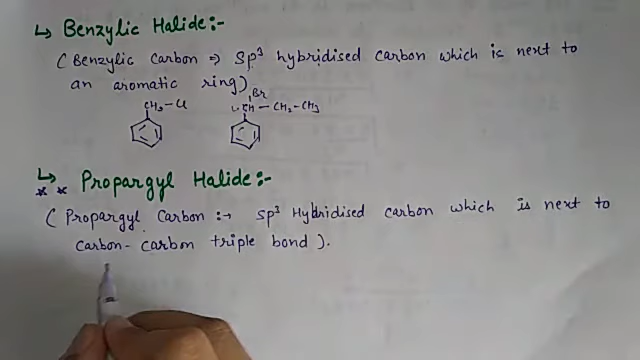 ↳ Benzylic Halide:-
( Benzylic Carbon ⇒ sp³ hybridised carbon which is next to
an aromatic ring)
Br
CH₂-Cl CH-CH₂-CH₃
↳ Propargyl Halide:-
* *
( Propargyl Carbon :→ sp³ Hybridised carbon which is next to
carbon-carbon triple bond ).